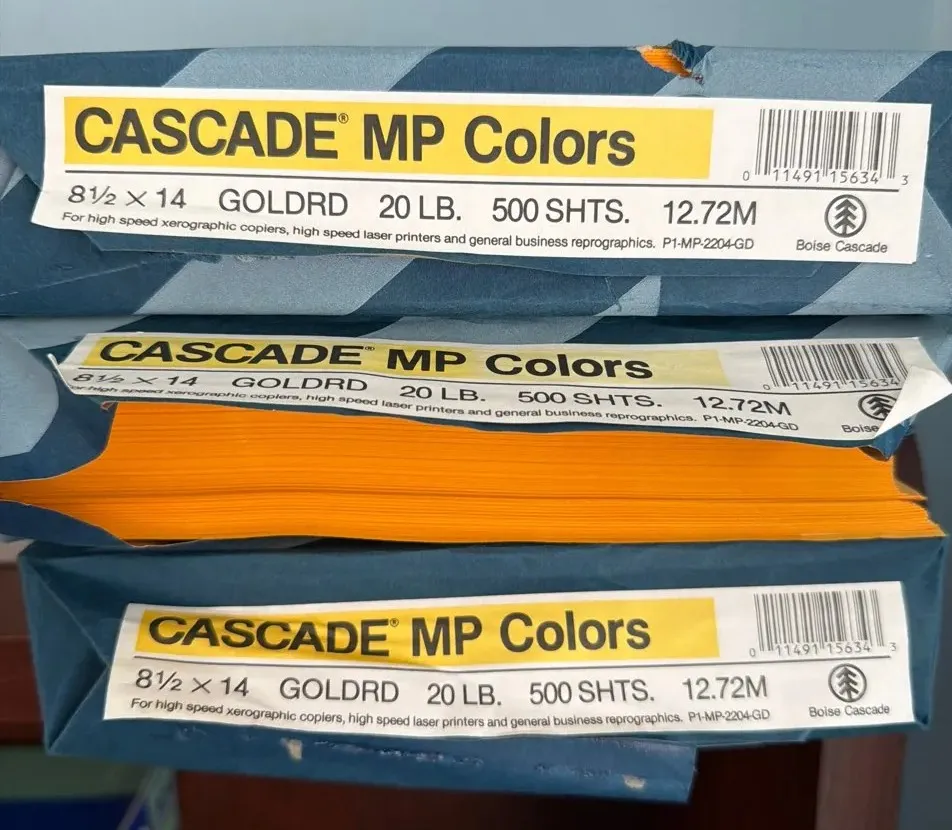 CASCADE® MP Colors
8½ × 14 GOLDRD 20 LB. 500 SHTS. 12.72M
For high speed xerographic copiers, high speed laser printers and general business reprographics. P1-MP-2204-GD
0 11491 15634 3
Boise Cascade
CASCADE® MP Colors
8½ × 14 GOLDRD 20 LB. 500 SHTS. 12.72M
For high speed xerographic copiers, high speed laser printers and general business reprographics. P1-MP-2204-GD
0 11491 15634
Boise
CASCADE® MP Colors
8½ × 14 GOLDRD 20 LB. 500 SHTS. 12.72M
For high speed xerographic copiers, high speed laser printers and general business reprographics. P1-MP-2204-GD
0 11491 15634 3
Boise Cascade